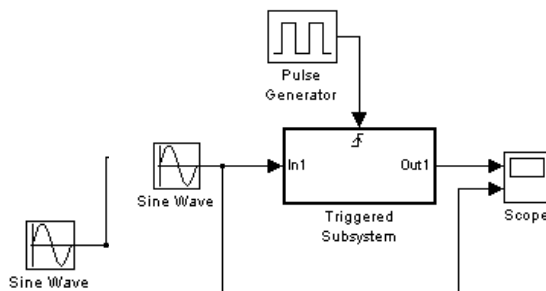 Pulse
Generator
In1
Out1
Sine Wave
Triggered
Subsystem
Scope
Sine Wave